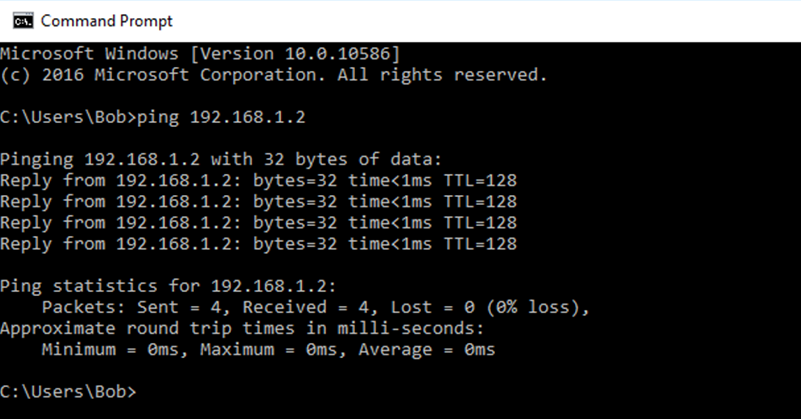 Command Prompt
Microsoft Windows [Version 10.0.10586]
(c) 2016 Microsoft Corporation. All rights reserved.
C:\Users\Bob>ping 192.168.1.2
Pinging 192.168.1.2 with 32 bytes of data:
Reply from 192.168.1.2: bytes=32 time<1ms TTL=128
Reply from 192.168.1.2: bytes=32 time<1ms TTL=128
Reply from 192.168.1.2: bytes=32 time<1ms TTL=128
Reply from 192.168.1.2: bytes=32 time<1ms TTL=128
Ping statistics for 192.168.1.2:
    Packets: Sent = 4, Received = 4, Lost = 0 (0% loss),
Approximate round trip times in milli-seconds:
    Minimum = 0ms, Maximum = 0ms, Average = 0ms
C:\Users\Bob>